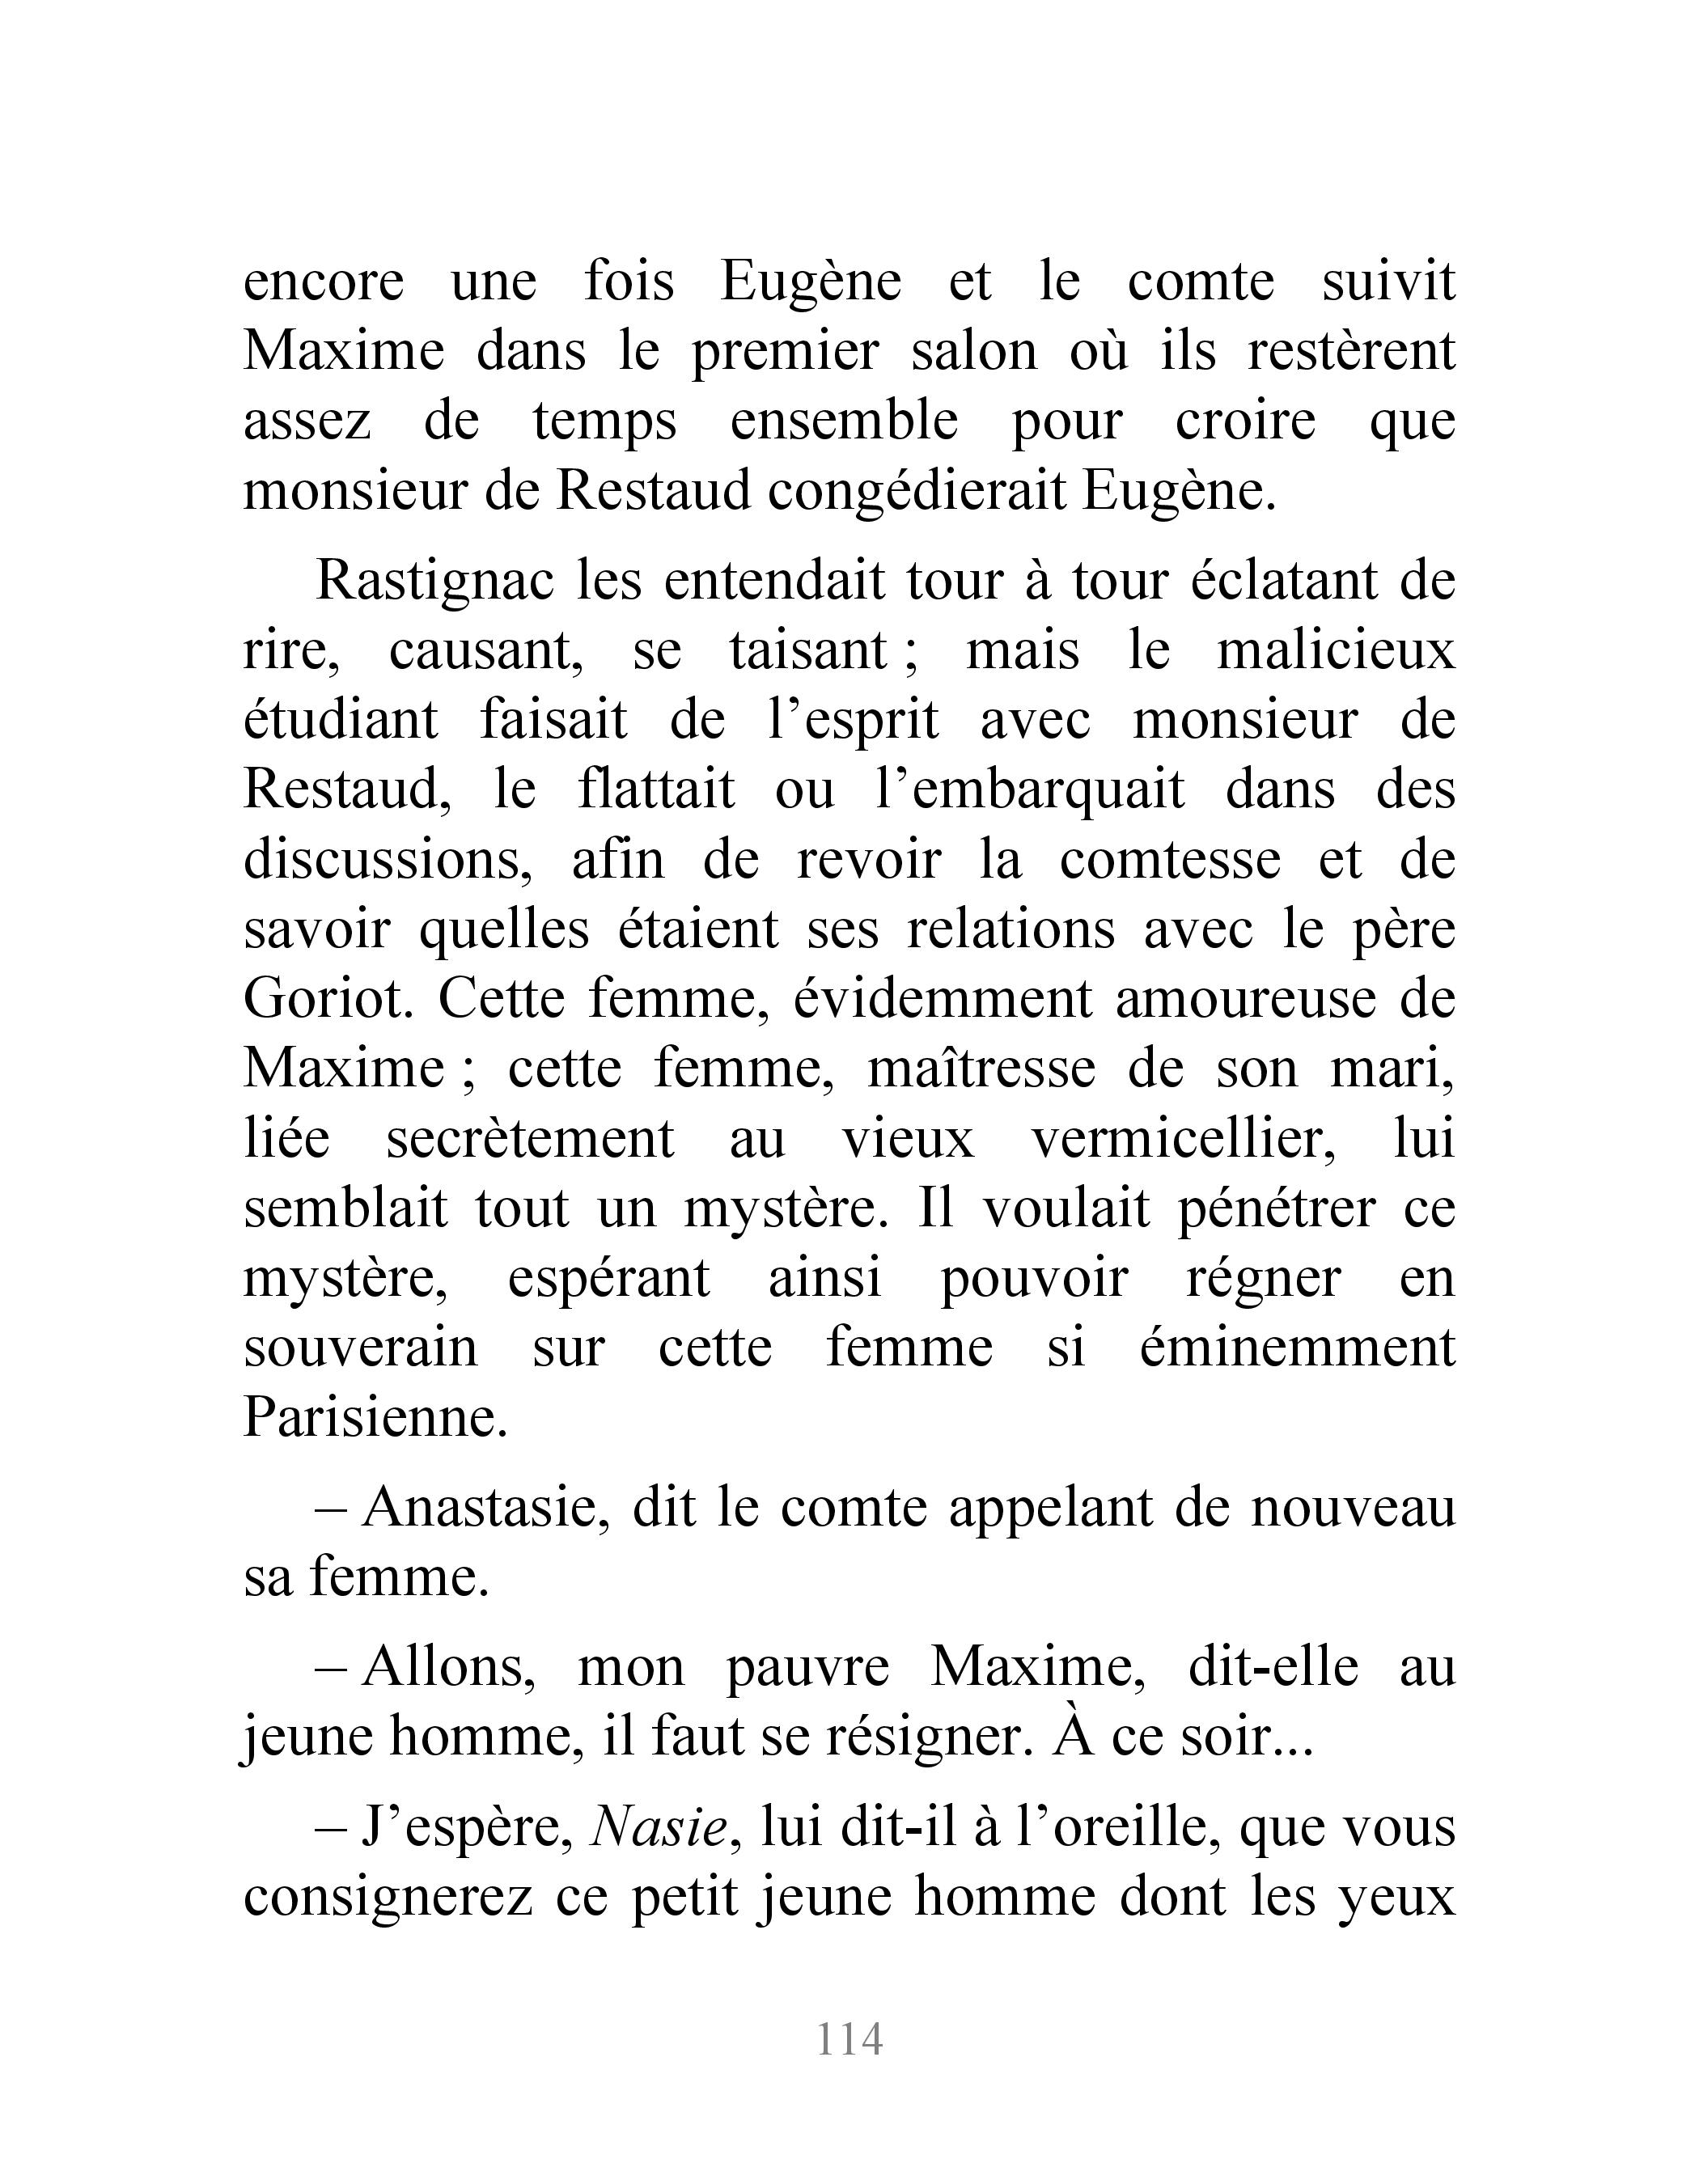 encore une fois Eugène et le comte suivit
Maxime dans le premier salon où ils restèrent
assez de temps ensemble pour croire que
monsieur de Restaud congédierait Eugène.
Rastignac les entendait tour à tour éclatant de
rire, causant, se taisant ; mais le malicieux
étudiant faisait de l’esprit avec monsieur de
Restaud, le flattait ou l’embarquait dans des
discussions, afin de revoir la comtesse et de
savoir quelles étaient ses relations avec le père
Goriot. Cette femme, évidemment amoureuse de
Maxime ; cette femme, maîtresse de son mari,
liée secrètement au vieux vermicellier, lui
semblait tout un mystère. Il voulait pénétrer ce
mystère, espérant ainsi pouvoir régner en
souverain sur cette femme si éminemment
Parisienne.
– Anastasie, dit le comte appelant de nouveau
sa femme.
– Allons, mon pauvre Maxime, dit-elle au
jeune homme, il faut se résigner. À ce soir...
– J’espère, Nasie, lui dit-il à l’oreille, que vous
consignerez ce petit jeune homme dont les yeux
114